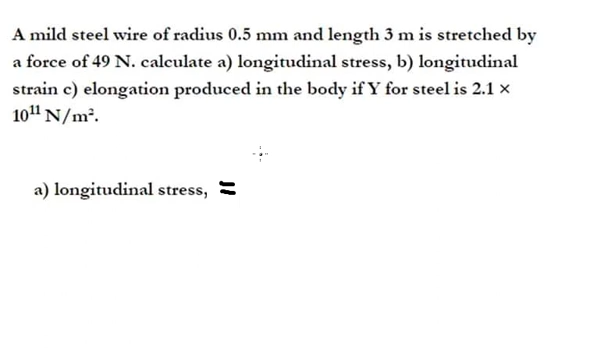 A mild steel wire of radius 0.5 mm and length 3 m is stretched by
a force of 49 N. calculate a) longitudinal stress, b) longitudinal
strain c) elongation produced in the body if Y for steel is 2.1 ×
10¹¹ N/m².
a) longitudinal stress, =